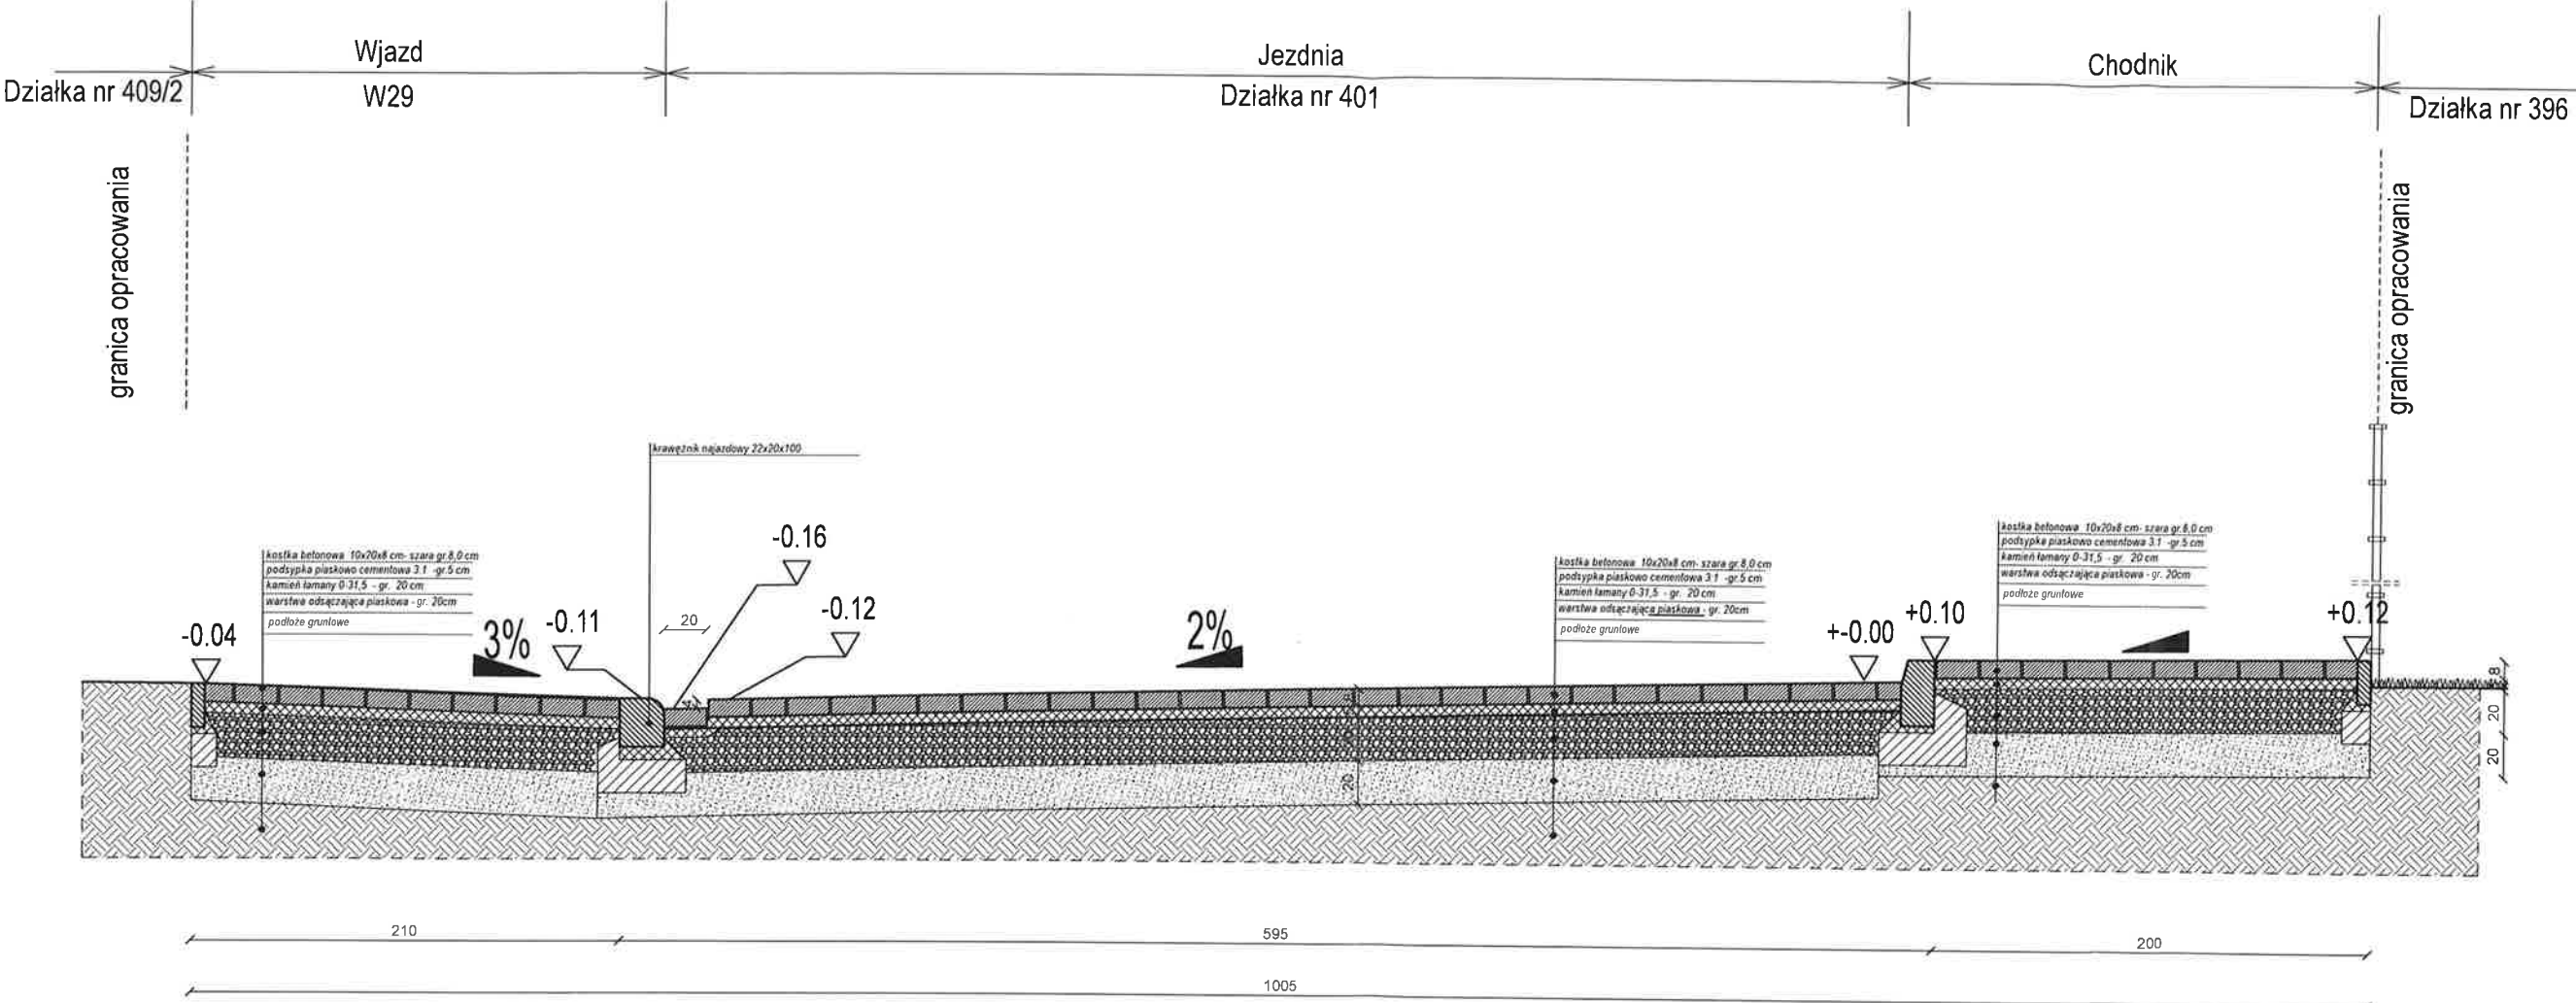 Wjazd
Jezdnia
Chodnik
Działka nr 409/2
W29
Działka nr 401
Działka nr 396
granica opracowania
granica opracowania
krawężnik najazdowy 22x20x100
kostka betonowa 10x20x8 cm- szara gr.8,0 cm
podsypka piaskowo cementowa 3.1 -gr.5 cm
kamień łamany 0-31,5 - gr. 20 cm
warstwa odsączająca piaskowa - gr. 20cm
podłoże gruntowe
-0.04
3%
-0.11
20
-0.16
-0.12
2%
kostka betonowa 10x20x8 cm- szara gr.8,0 cm
podsypka piaskowo cementowa 3.1 -gr.5 cm
kamień łamany 0-31,5 - gr. 20 cm
warstwa odsączająca piaskowa - gr. 20cm
podłoże gruntowe
+-0.00
+0.10
kostka betonowa 10x20x8 cm- szara gr.8,0 cm
podsypka piaskowo cementowa 3.1 -gr.5 cm
kamień łamany 0-31,5 - gr. 20 cm
warstwa odsączająca piaskowa - gr. 20cm
podłoże gruntowe
+0.12
8
20
20
20
210
595
200
1005